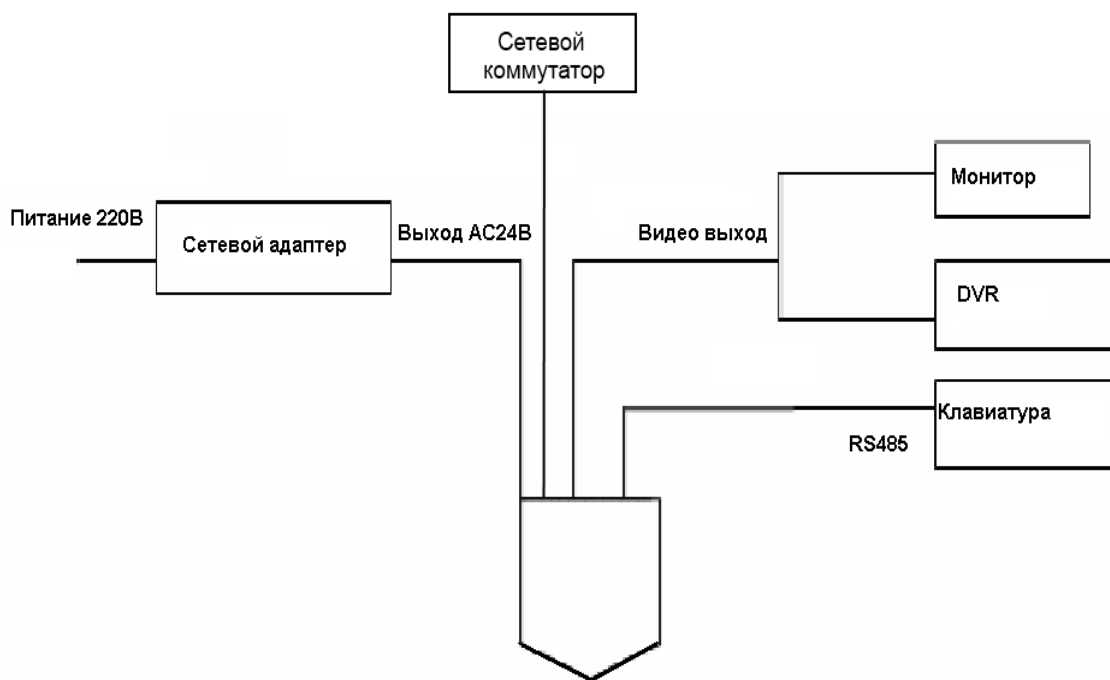 Сетевой
коммутатор
Монитор
Питание 220В
Сетевой адаптер
Выход AC24В
Видео выход
DVR
Клавиатура
RS485